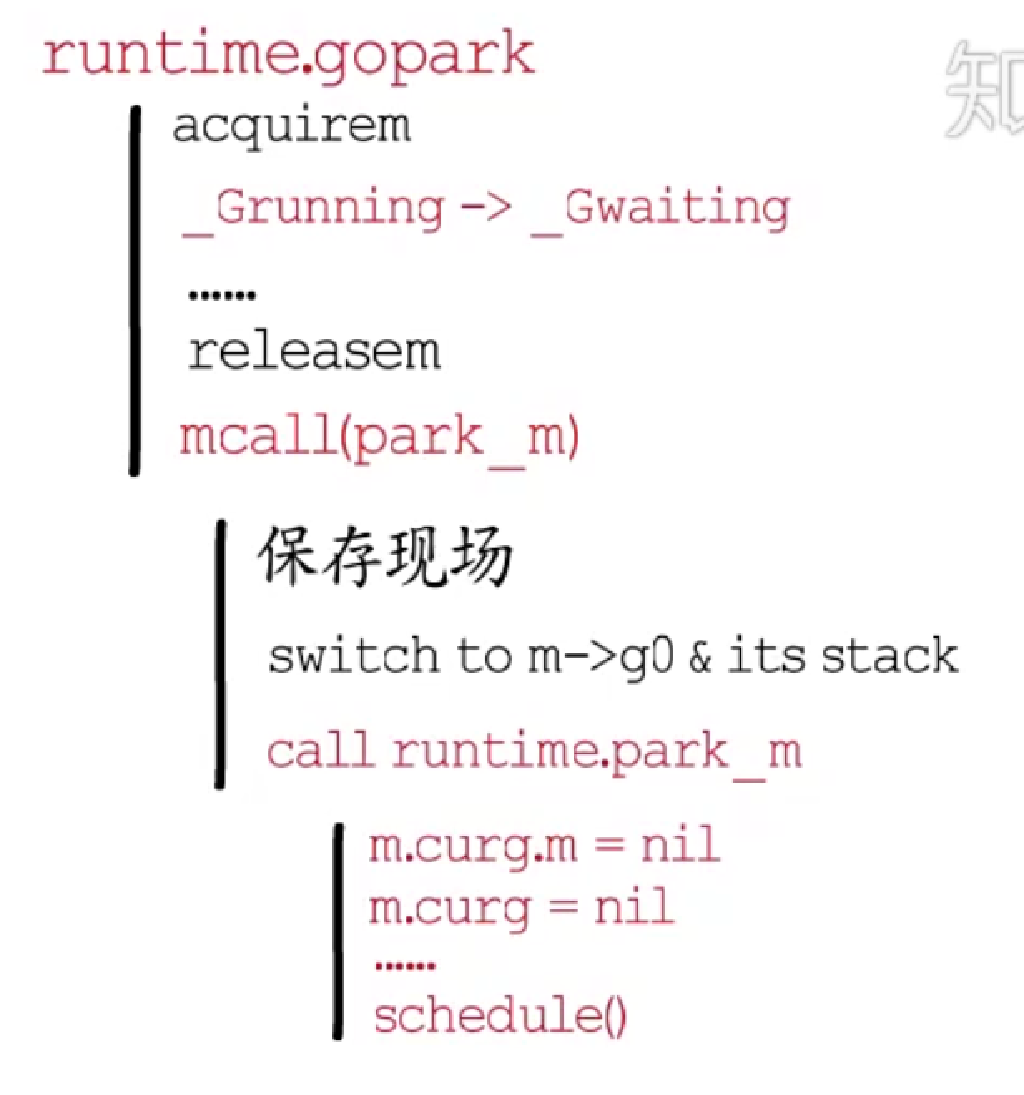 runtime.gopark
知
acquirem
_Grunning -> _Gwaiting
......
releasem
mcall(park_m)
保存现场
switch to m->g0 & its stack
call runtime.park_m
m.curg.m = nil
m.curg = nil
......
schedule()